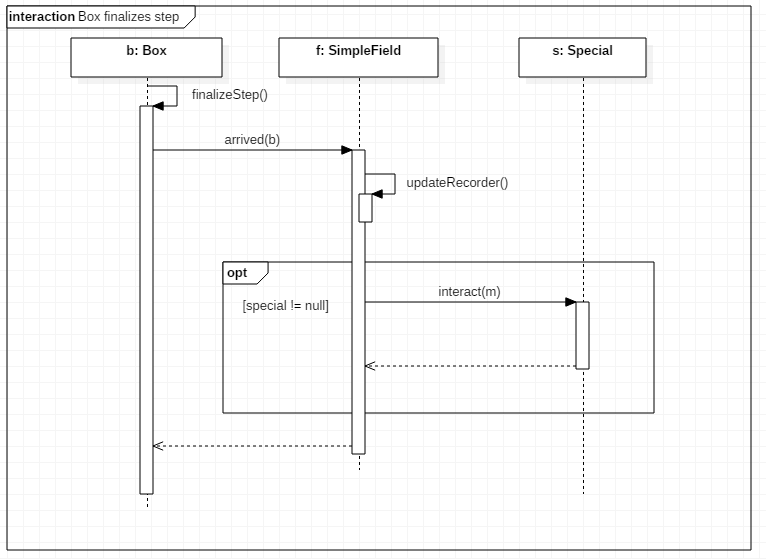 interaction Box finalizes step
b: Box
f: SimpleField
s: Special
finalizeStep()
arrived(b)
updateRecorder()
opt
interact(m)
[special != null]